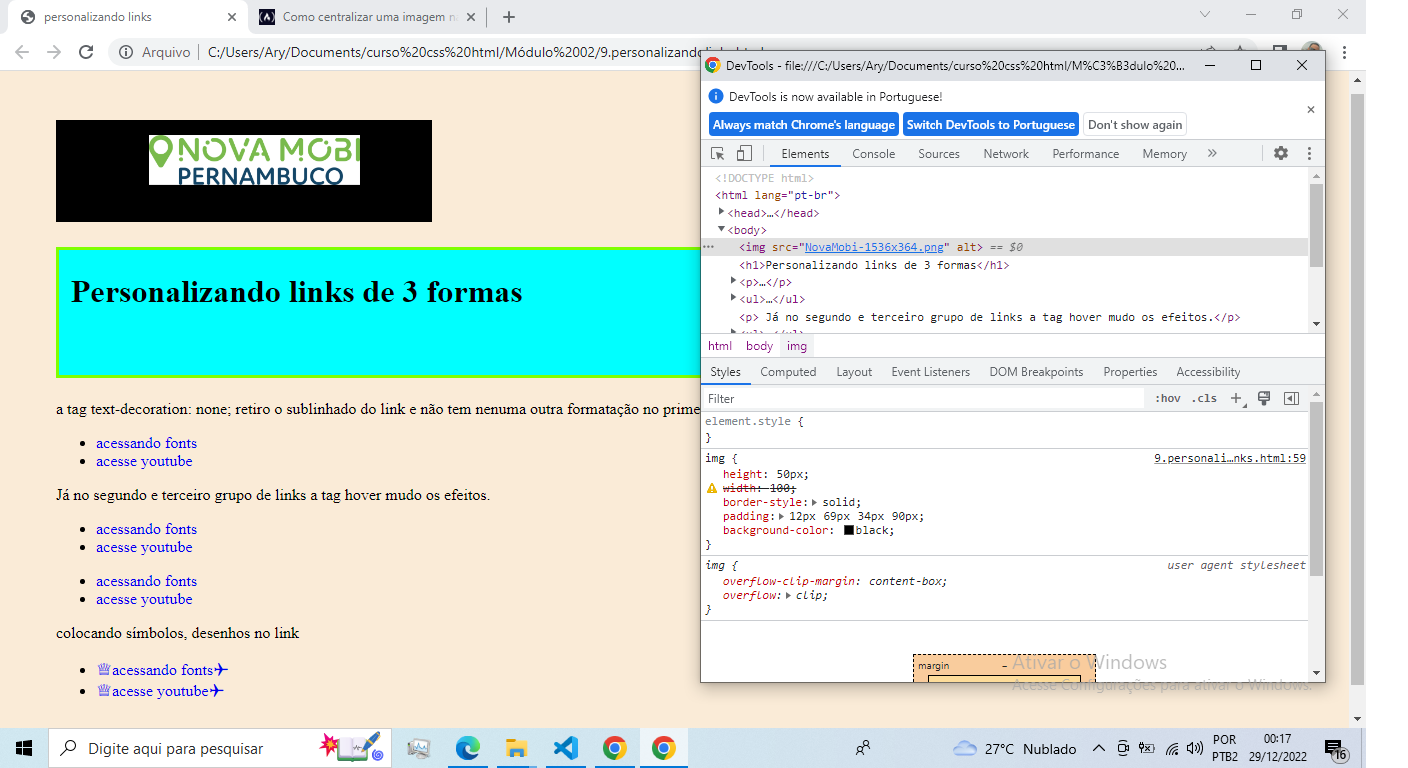 personalizando links
Como centralizar uma imagem n
Arquivo
C:/Users/Ary/Documents/curso%20css%20html/Módulo%2002/9.personalizando
DevTools - file:///C:/Users/Ary/Documents/curso%20css%20html/M%C3%B3dulo%20...
DevTools is now available in Portuguese!
Always match Chrome's language
Switch DevTools to Portuguese
Don't show again
Elements
Console
Sources
Network
Performance
Memory
<!DOCTYPE html>
<html lang="pt-br">
<head>…</head>
<body>
<img src="NovaMobi-1536x364.png" alt> == $0
<h1>Personalizando links de 3 formas</h1>
<p>…</p>
<ul>…</ul>
<p> Já no segundo e terceiro grupo de links a tag hover mudo os efeitos.</p>
html body img
Styles
Computed
Layout
Event Listeners
DOM Breakpoints
Properties
Accessibility
Filter
:hov .cls
element.style {
}
img {
9.personali…nks.html:59
height: 50px;
width: 100;
border-style: solid;
padding: 12px 69px 34px 90px;
background-color: black;
}
img {
user agent stylesheet
overflow-clip-margin: content-box;
overflow: clip;
}
margin
-
NOVA MOBI
PERNAMBUCO
Personalizando links de 3 formas
a tag text-decoration: none; retiro o sublinhado do link e não tem nenuma outra formatação no prime
acessando fonts
acesse youtube
Já no segundo e terceiro grupo de links a tag hover mudo os efeitos.
acessando fonts
acesse youtube
acessando fonts
acesse youtube
colocando símbolos, desenhos no link
♕acessando fonts✈
♕acesse youtube✈
Ativar o Windows
Acesse Configurações para ativar o Windows.
Digite aqui para pesquisar
27°C Nublado
POR
PTB2
00:17
29/12/2022
16